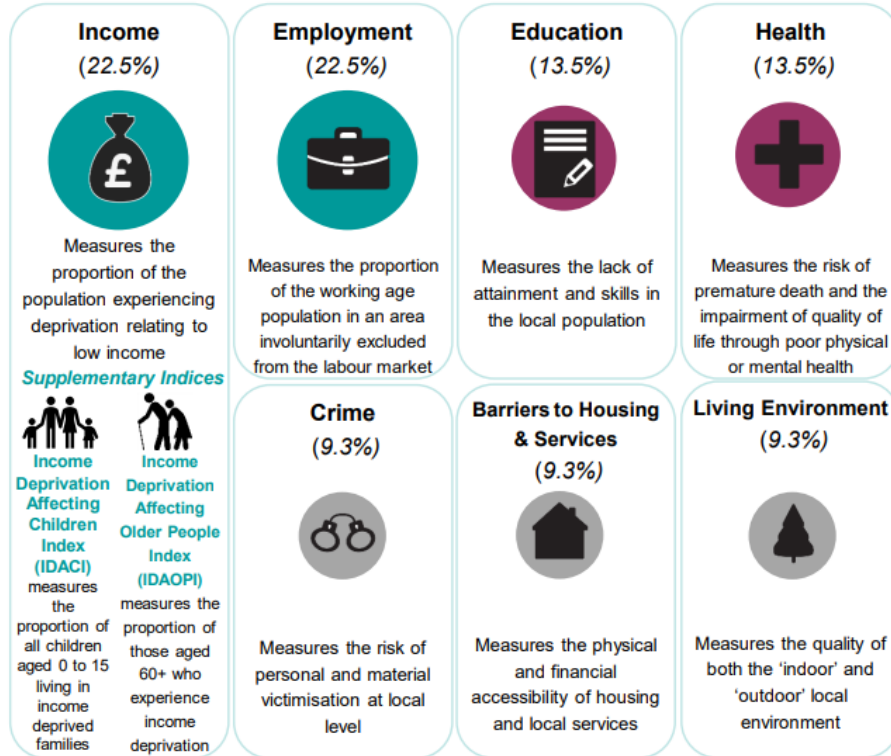 Income
(22.5%)
£
Measures the
proportion of the
population experiencing
deprivation relating to
low income
Supplementary Indices
Income
Deprivation
Affecting
Children
Index
(IDACI)
measures
the
proportion of
all children
aged 0 to 15
living in
income
deprived
families
Income
Deprivation
Affecting
Older People
Index
(IDAOPI)
measures the
proportion of
those aged
60+ who
experience
income
deprivation
Employment
(22.5%)
Measures the proportion
of the working age
population in an area
involuntarily excluded
from the labour market
Education
(13.5%)
Measures the lack of
attainment and skills in
the local population
Health
(13.5%)
Measures the risk of
premature death and the
impairment of quality of
life through poor physical
or mental health
Crime
(9.3%)
Measures the risk of
personal and material
victimisation at local
level
Barriers to Housing
& Services
(9.3%)
Measures the physical
and financial
accessibility of housing
and local services
Living Environment
(9.3%)
Measures the quality of
both the ‘indoor’ and
‘outdoor’ local
environment